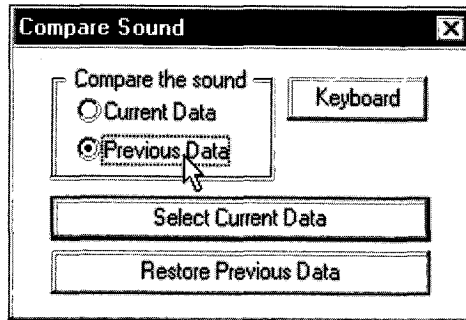 Compare Sound
Compare the sound
Current Data
Keyboard
Previous Data
Select Current Data
Restore Previous Data